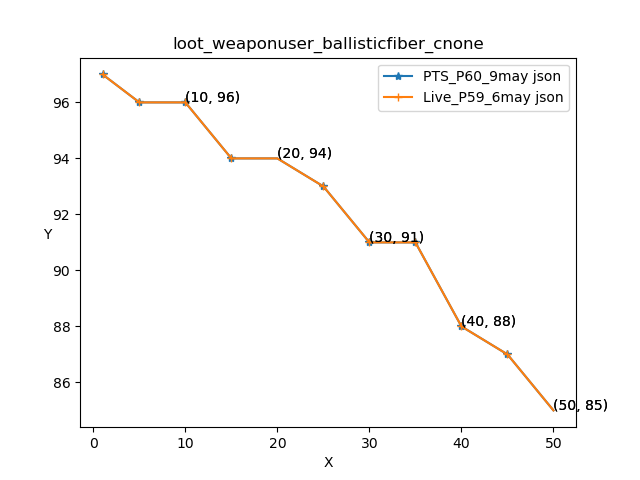 loot_weaponuser_ballisticfiber_cnone
PTS_P60_9may json
Live_P59_6may json
(10, 96)
(20, 94)
(30, 91)
(40, 88)
(50, 85)
96
94
92
90
88
86
Y
0 10 20 30 40 50
X